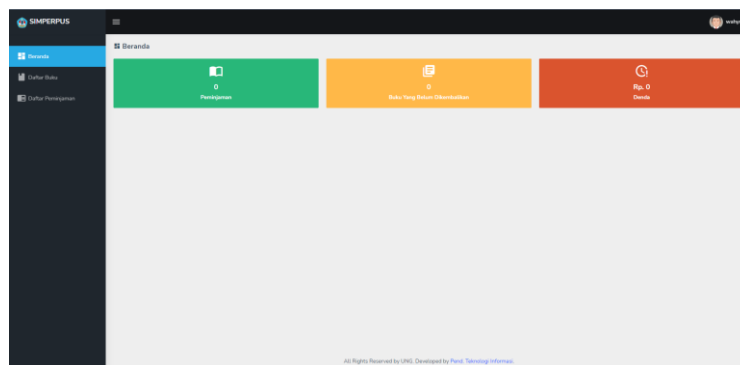 SIMPERPUS
Beranda
Beranda
Daftar Buku
Daftar Peminjaman
0
Peminjaman
0
Buku Yang Belum Dikembalikan
Rp. 0
Denda
All Rights Reserved by UNG. Developed by Pend. Teknologi Informasi.